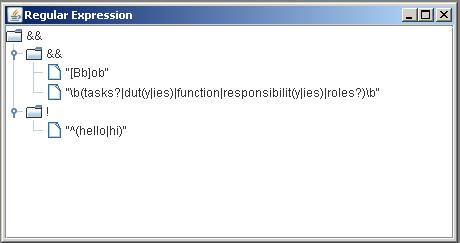 Regular Expression
&&
&&
"[Bb]ob"
"\b(tasks?|dut(y|ies)|function|responsibilit(y|ies)|roles?)\b"
!
"^(hello|hi)"